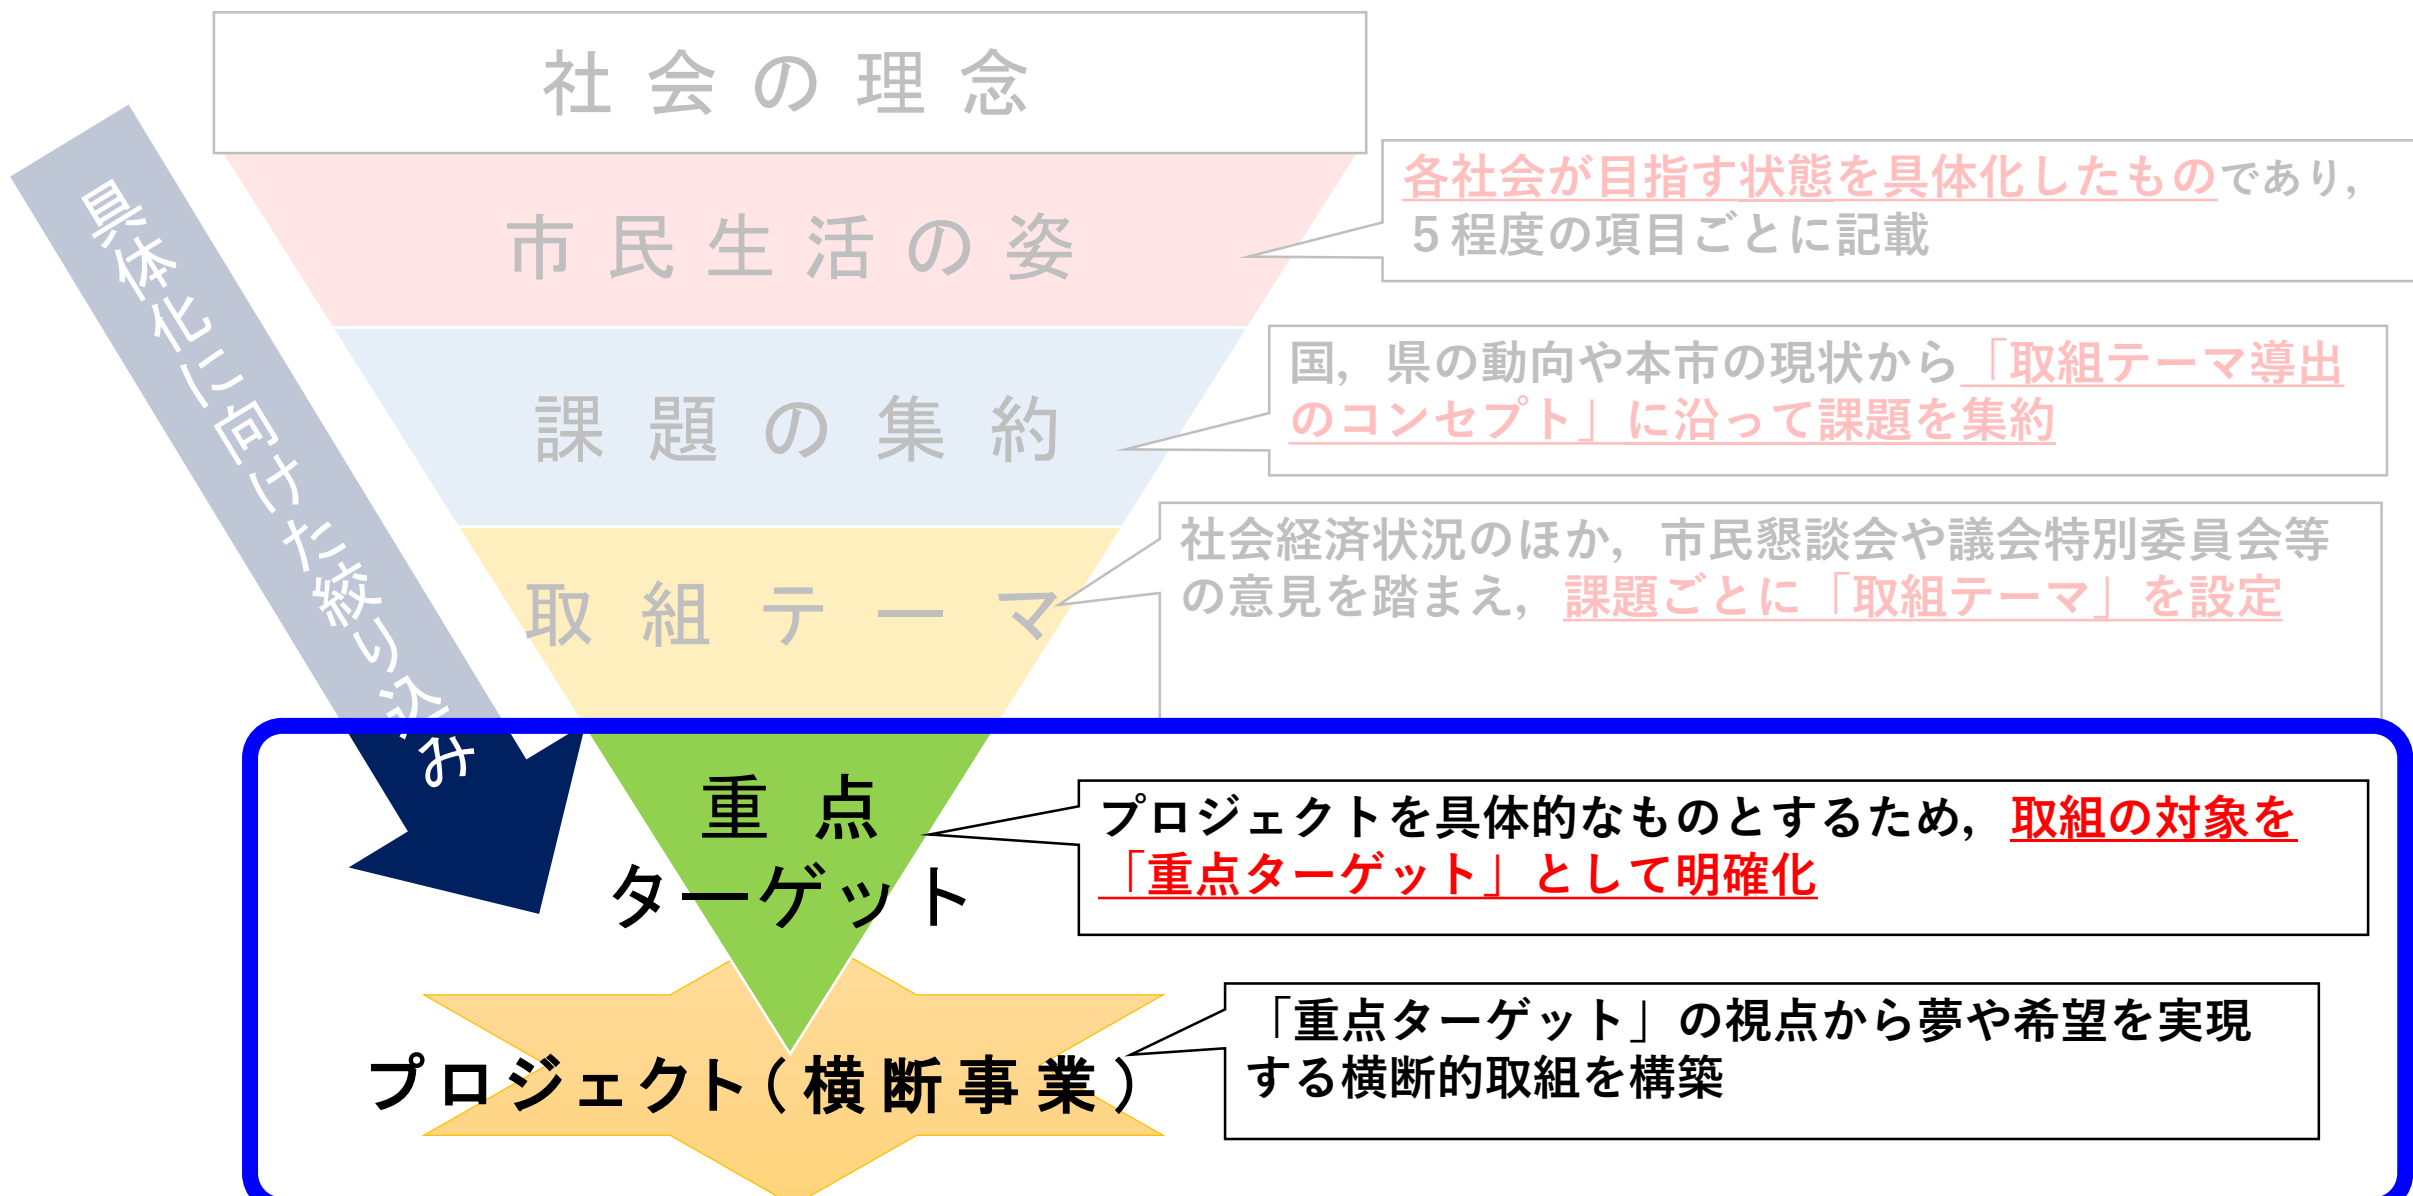 社会の理念
具体化に向けた絞り込み
市民生活の姿
各社会が目指す状態を具体化したものであり，
５程度の項目ごとに記載
課題の集約
国，県の動向や本市の現状から「取組テーマ導出
のコンセプト」に沿って課題を集約
取組テーマ
社会経済状況のほか，市民懇談会や議会特別委員会等
の意見を踏まえ，課題ごとに「取組テーマ」を設定
重点
ターゲット
プロジェクトを具体的なものとするため，取組の対象を
「重点ターゲット」として明確化
プロジェクト（横断事業）
「重点ターゲット」の視点から夢や希望を実現
する横断的取組を構築